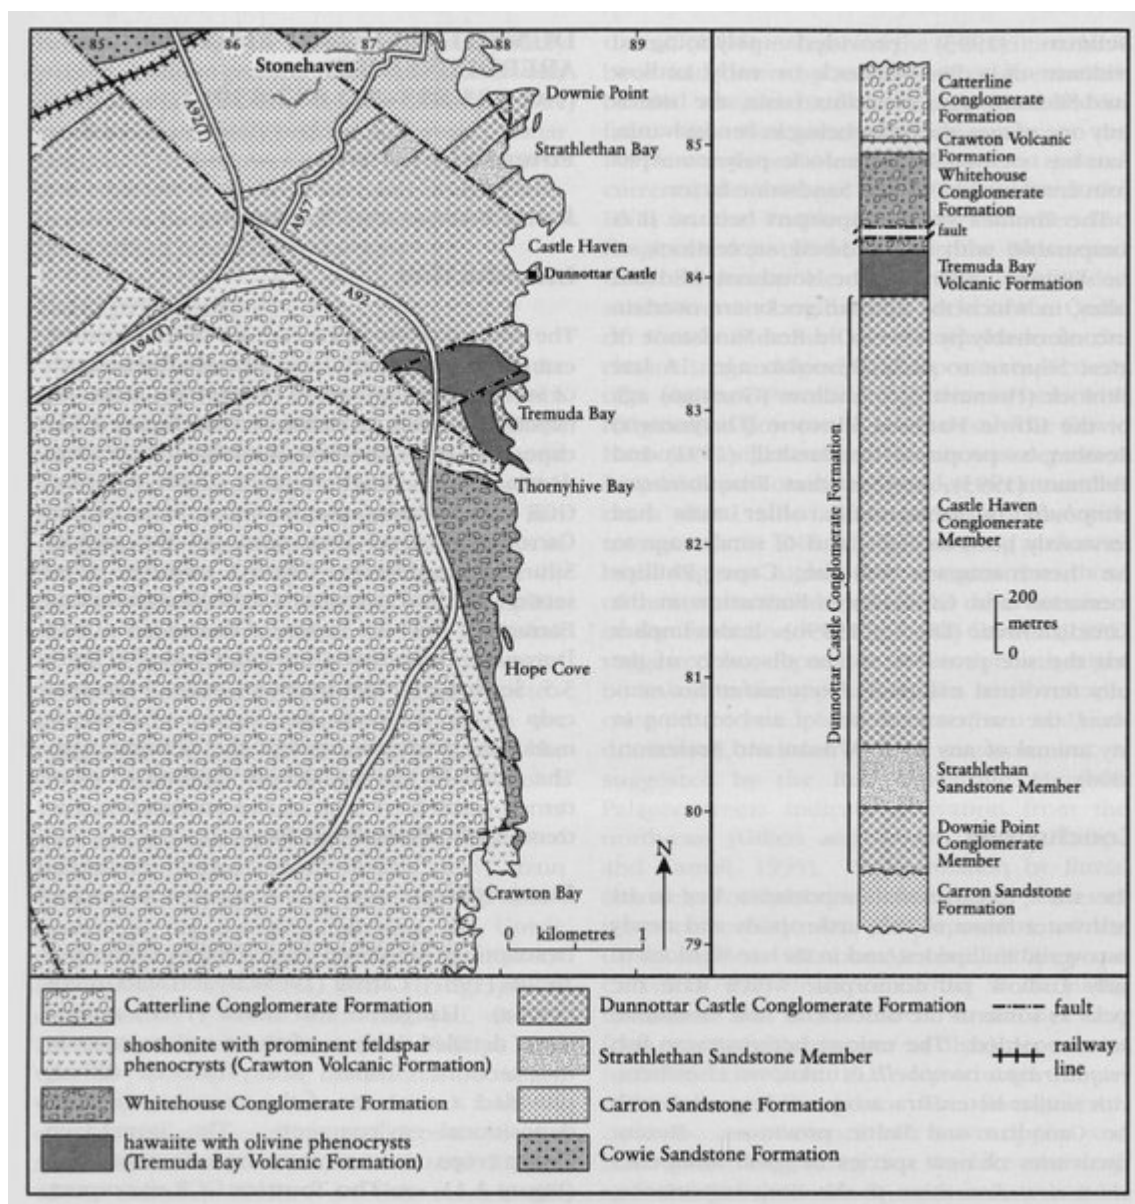 85 86 87 88 89
Stonehaven
Downie Point
A92(T)
Strathlethan Bay
85
A957
Castle Haven
Dunnottar Castle
84
A92
A94(T)
83
Tremuda Bay
Thornyhive Bay
82
81
Hope Cove
80
Crawton Bay
0 kilometres 1
N
79
Catterline
Conglomerate
Formation
Crawton Volcanic
Formation
Whitehouse
Conglomerate
Formation
fault
Tremuda Bay
Volcanic Formation
Dunnottar Castle Conglomerate Formation
Castle Haven
Conglomerate
Member
200
metres
0
Strathlethan
Sandstone Member
Downie Point
Conglomerate
Member
Carron Sandstone
Formation
Catterline Conglomerate Formation
shoshonite with prominent feldspar
phenocrysts (Crawton Volcanic Formation)
Whitehouse Conglomerate Formation
hawaiite with olivine phenocrysts
(Tremuda Bay Volcanic Formation)
Dunnottar Castle Conglomerate Formation
Strathlethan Sandstone Member
Carron Sandstone Formation
Cowie Sandstone Formation
fault
railway
line